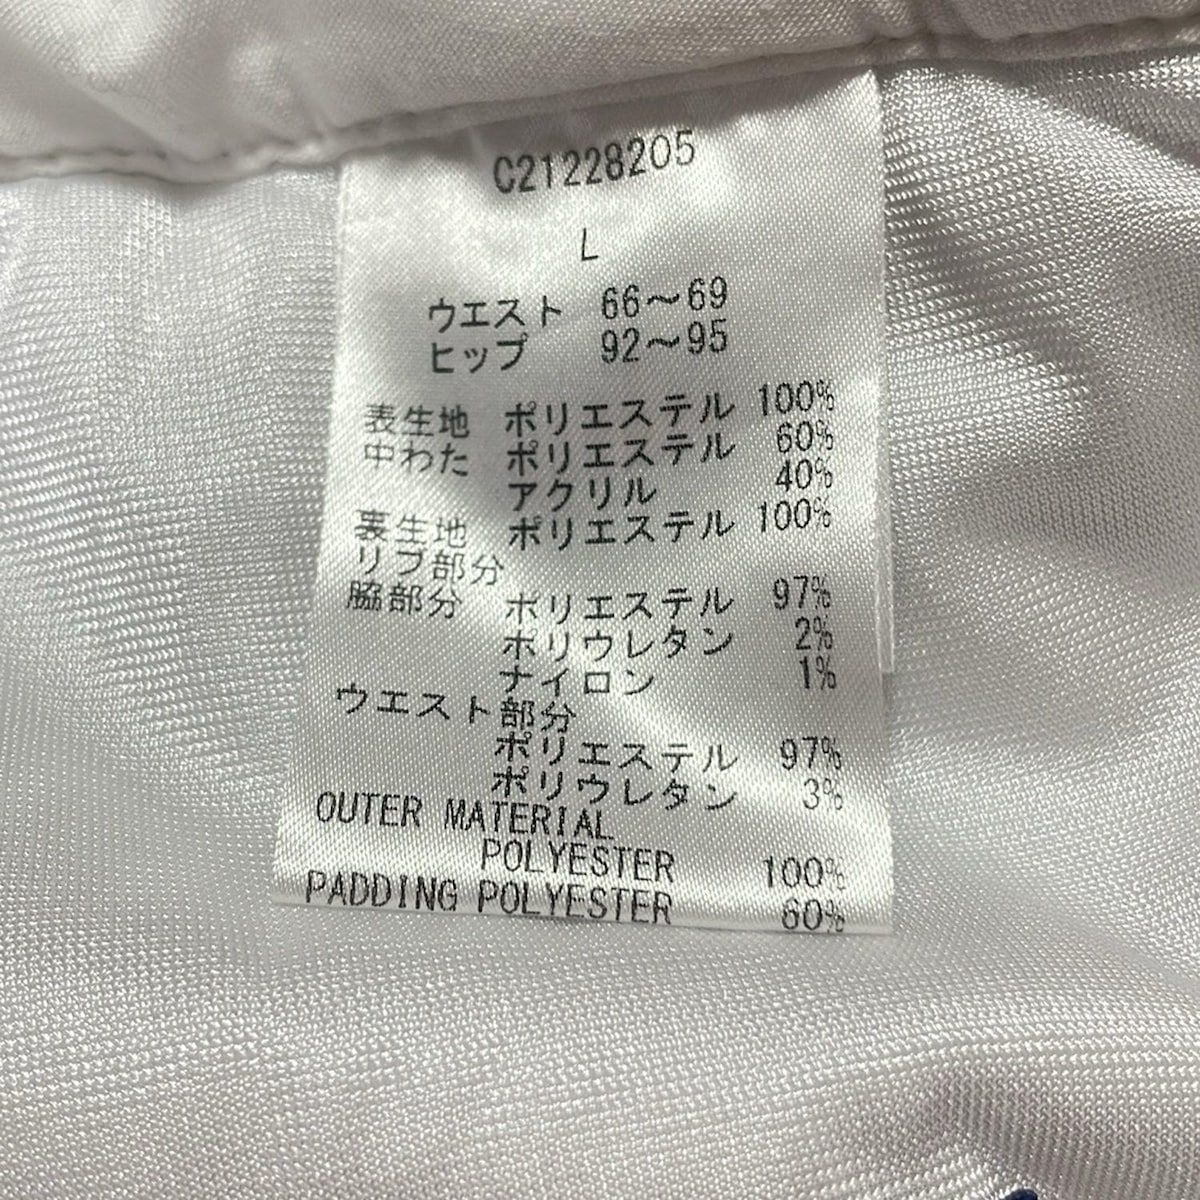 C21228205
L
ウエスト 66～69
ヒップ 92～95
表生地 ポリエステル 100%
中わた ポリエステル 60%
アクリル 40%
裏生地 ポリエステル 100%
リブ部分
脇部分 ポリエステル 97%
ポリウレタン 2%
ナイロン 1%
ウエスト部分
ポリエステル 97%
ポリウレタン 3%
OUTER MATERIAL
POLYESTER 100%
PADDING POLYESTER 60%